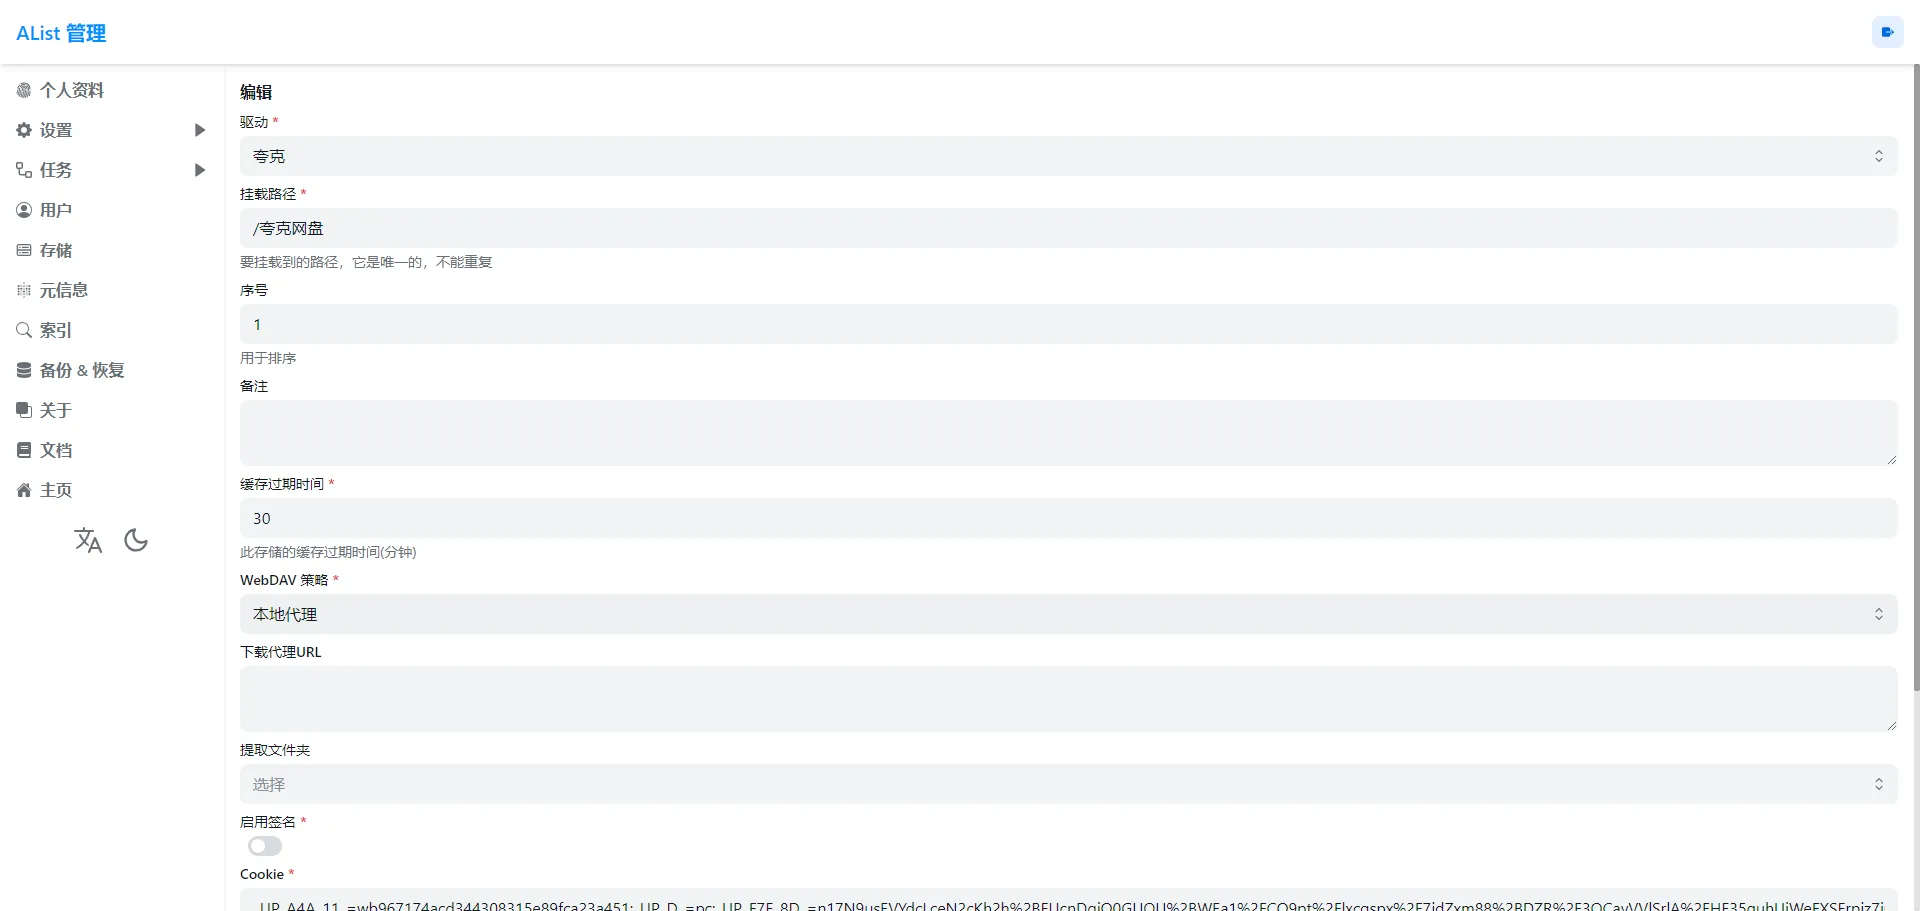 AList 管理
个人资料
设置
任务
用户
存储
元信息
索引
备份 & 恢复
关于
文档
主页
编辑
驱动 *
夸克
挂载路径 *
/夸克网盘
要挂载到的路径，它是唯一的，不能重复
序号
1
用于排序
备注
缓存过期时间 *
30
此存储的缓存过期时间(分钟)
WebDAV 策略 *
本地代理
下载代理URL
提取文件夹
选择
启用签名 *
Cookie *